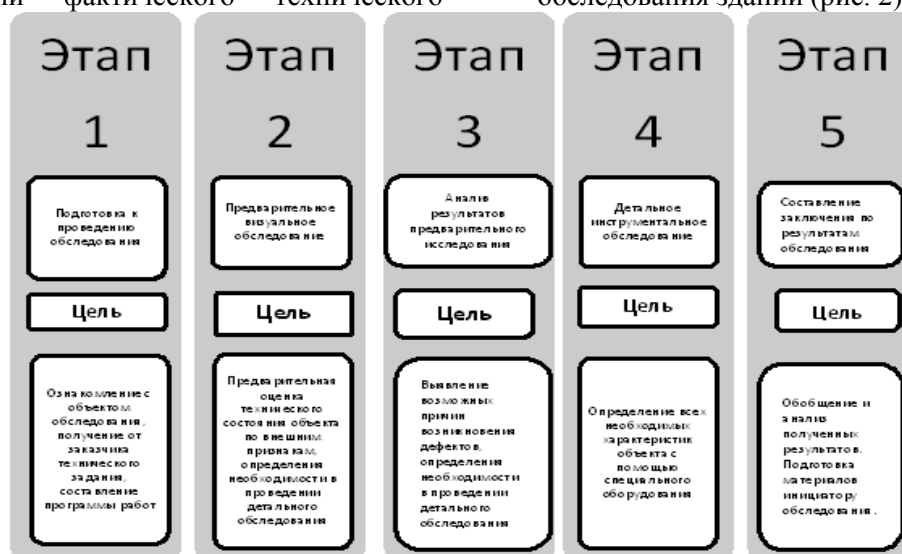 фактического технического обследования зданий (рис. 2)
Этап
1
Подготовка к
проведению
обследования
Цель
Ознакомление с
объектом
обследования,
получение от
заказчика
технического
задания,
составление
программы работ
Этап
2
Предварительное
визуальное
обследование
Цель
Предварительная
оценка
технического
состояния объекта
по внешним
признакам,
определения
необходимости в
проведении
детального
обследования
Этап
3
Анализ
результатов
предварительного
исследования
Цель
Выявление
возможных
причин
возникновения
дефектов,
определения
необходимости
в проведении
детального
обследования
Этап
4
Детальное
инструментальное
обследование
Цель
Определение всех
необходимых
характеристик
объекта с
помощью
специального
оборудования
Этап
5
Составление
заключения по
результатам
обследования
Цель
Обобщение и
анализ
полученных
результатов.
Подготовка
материалов
инициатору
обследования.